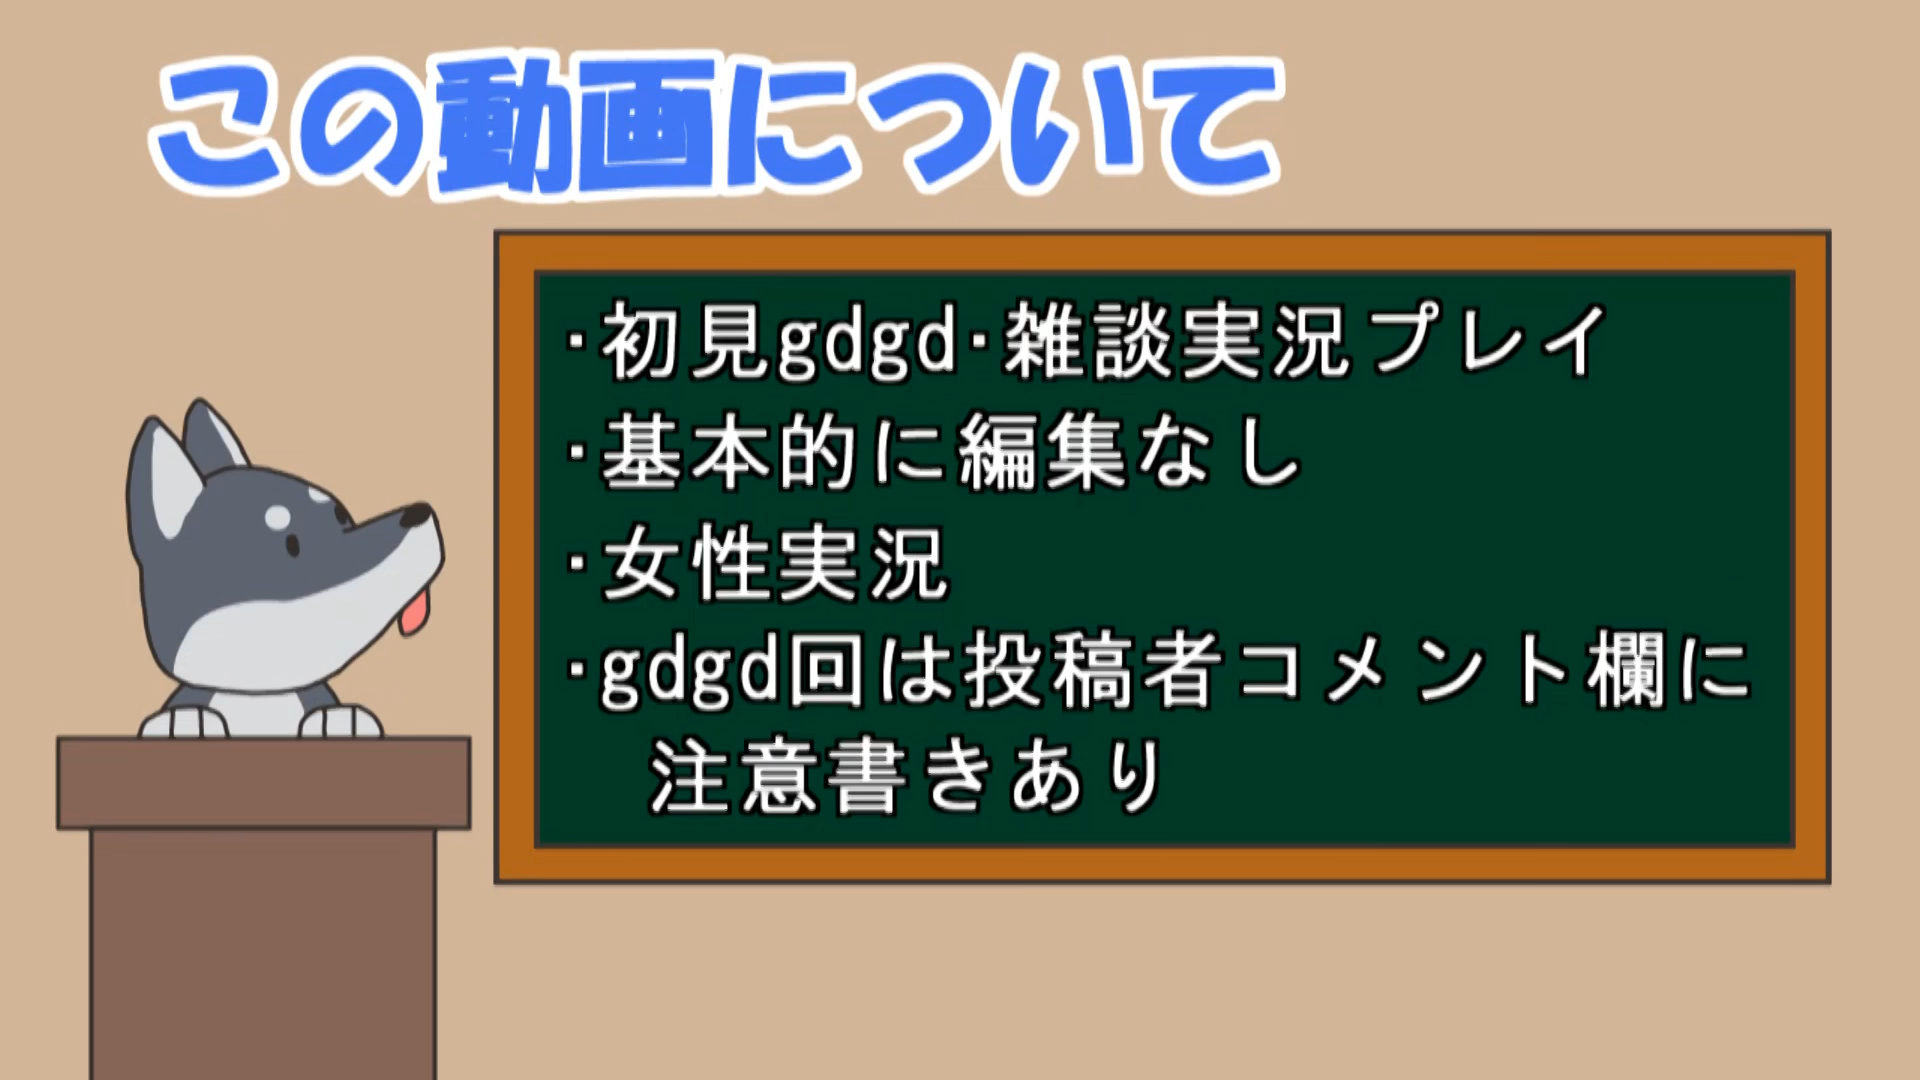 この動画について
・初見gdgd・雑談実況プレイ
・基本的に編集なし
・女性実況
・gdgd回は投稿者コメント欄に
注意書きあり